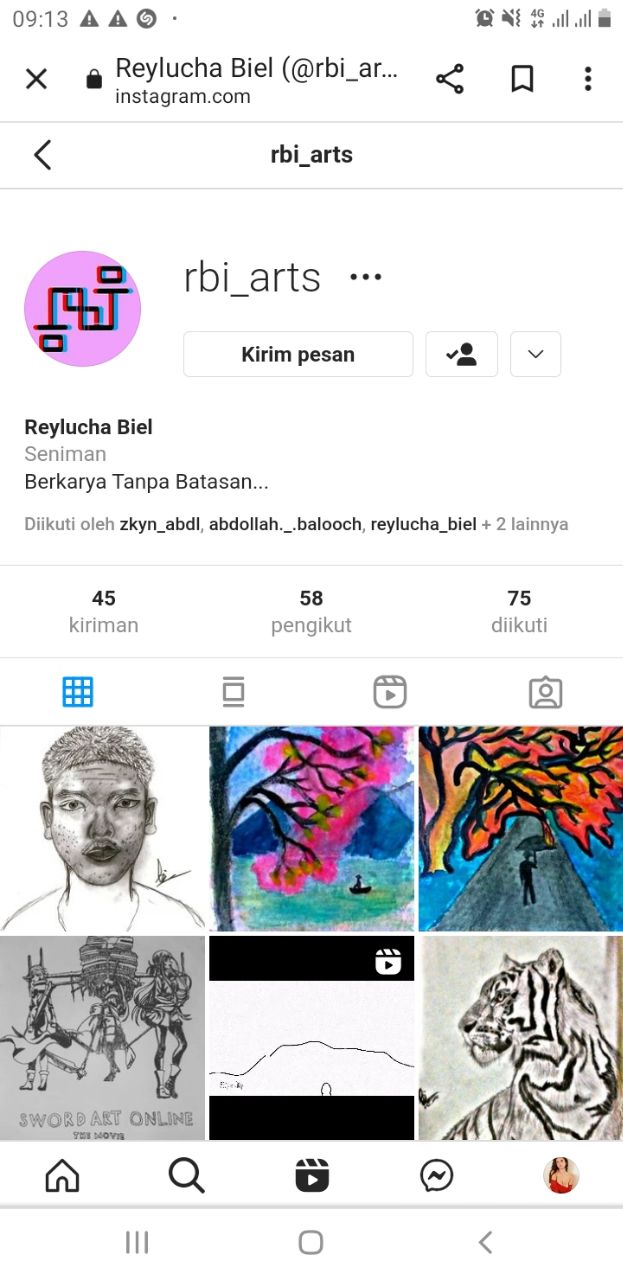 09:13
4G
Reylucha Biel (@rbi_ar...
instagram.com
rbi_arts
rbi_arts
Kirim pesan
Reylucha Biel
Seniman
Berkarya Tanpa Batasan...
Diikuti oleh zkyn_abdl, abdollah._.balooch, reylucha_biel + 2 lainnya
45 58 75
kiriman pengikut diikuti
SWORD ART ONLINE
THE MOVIE